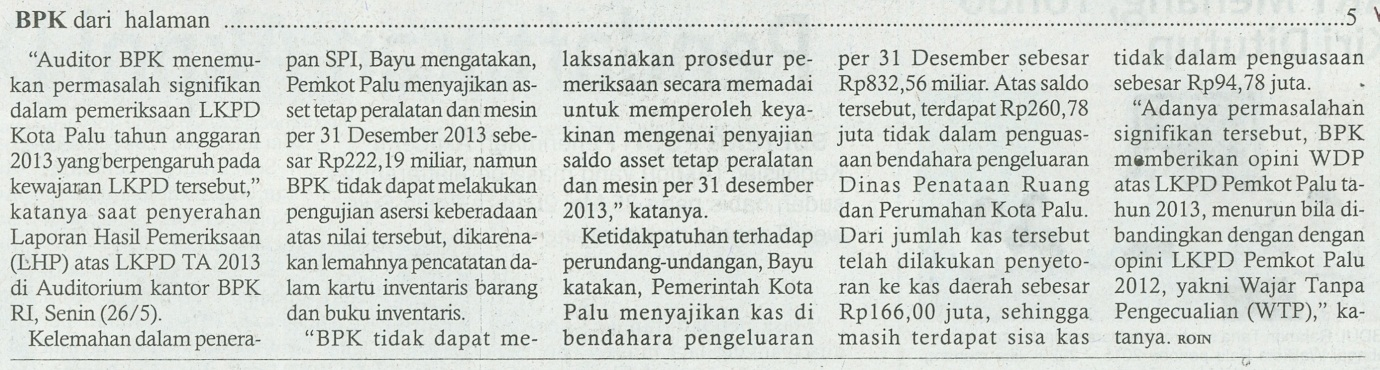 BPK dari halaman ........................................................................................................5
"Auditor BPK menemu-
kan permasalah signifikan
dalam pemeriksaan LKPD
Kota Palu tahun anggaran
2013 yang berpengaruh pada
kewajaran LKPD tersebut,"
katanya saat penyerahan
Laporan Hasil Pemeriksaan
(LHP) atas LKPD TA 2013
di Auditorium kantor BPK
RI, Senin (26/5).
Kelemahan dalam penera-
pan SPI, Bayu mengatakan,
Pemkot Palu menyajikan as-
set tetap peralatan dan mesin
per 31 Desember 2013 sebe-
sar Rp222,19 miliar, namun
BPK tidak dapat melakukan
pengujian asersi keberadaan
atas nilai tersebut, dikarena-
kan lemahnya pencatatan da-
lam kartu inventaris barang
dan buku inventaris.
"BPK tidak dapat me-
laksanakan prosedur pe-
meriksaan secara memadai
untuk memperoleh keya-
kinan mengenai penyajian
saldo asset tetap peralatan
dan mesin per 31 desember
2013," katanya.
Ketidakpatuhan terhadap
perundang-undangan, Bayu
katakan, Pemerintah Kota
Palu menyajikan kas di
bendahara pengeluaran
per 31 Desember sebesar
Rp832,56 miliar. Atas saldo
tersebut, terdapat Rp260,78
juta tidak dalam penguas-
aan bendahara pengeluaran
Dinas Penataan Ruang
dan Perumahan Kota Palu.
Dari jumlah kas tersebut
telah dilakukan penyeto-
ran ke kas daerah sebesar
Rp166,00 juta, sehingga
masih terdapat sisa kas
tidak dalam penguasaan
sebesar Rp94,78 juta.
"Adanya permasalahan
signifikan tersebut, BPK
memberikan opini WDP
atas LKPD Pemkot Palu ta-
hun 2013, menurun bila di-
bandingkan dengan dengan
opini LKPD Pemkot Palu
2012, yakni Wajar Tanpa
Pengecualian (WTP)," ka-
tanya. ROIN